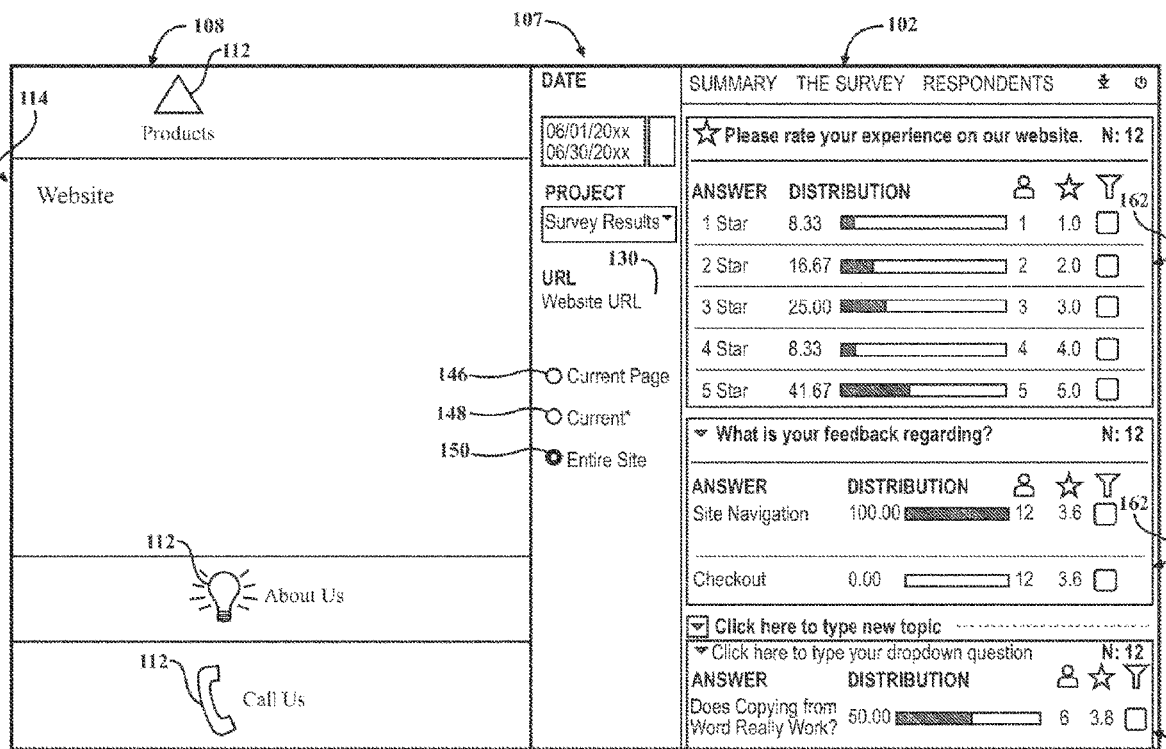 108
107
102
112
114
Products
Website
112
About Us
112
Call Us
DATE
06/01/20xx
06/30/20xx
PROJECT
Survey Results
130
URL
Website URL
146
Current Page
148
Current*
150
Entire Site
SUMMARY THE SURVEY RESPONDENTS
Please rate your experience on our website. N: 12
ANSWER DISTRIBUTION
162
1 Star 8.33 1 1.0
2 Star 16.67 2 2.0
3 Star 25.00 3 3.0
4 Star 8.33 4 4.0
5 Star 41.67 5 5.0
What is your feedback regarding? N: 12
ANSWER DISTRIBUTION
Site Navigation 100.00 12 3.6
162
Checkout 0.00 12 3.6
Click here to type new topic
Click here to type your dropdown question N: 12
ANSWER DISTRIBUTION
Does Copying from
Word Really Work? 50.00 6 3.8